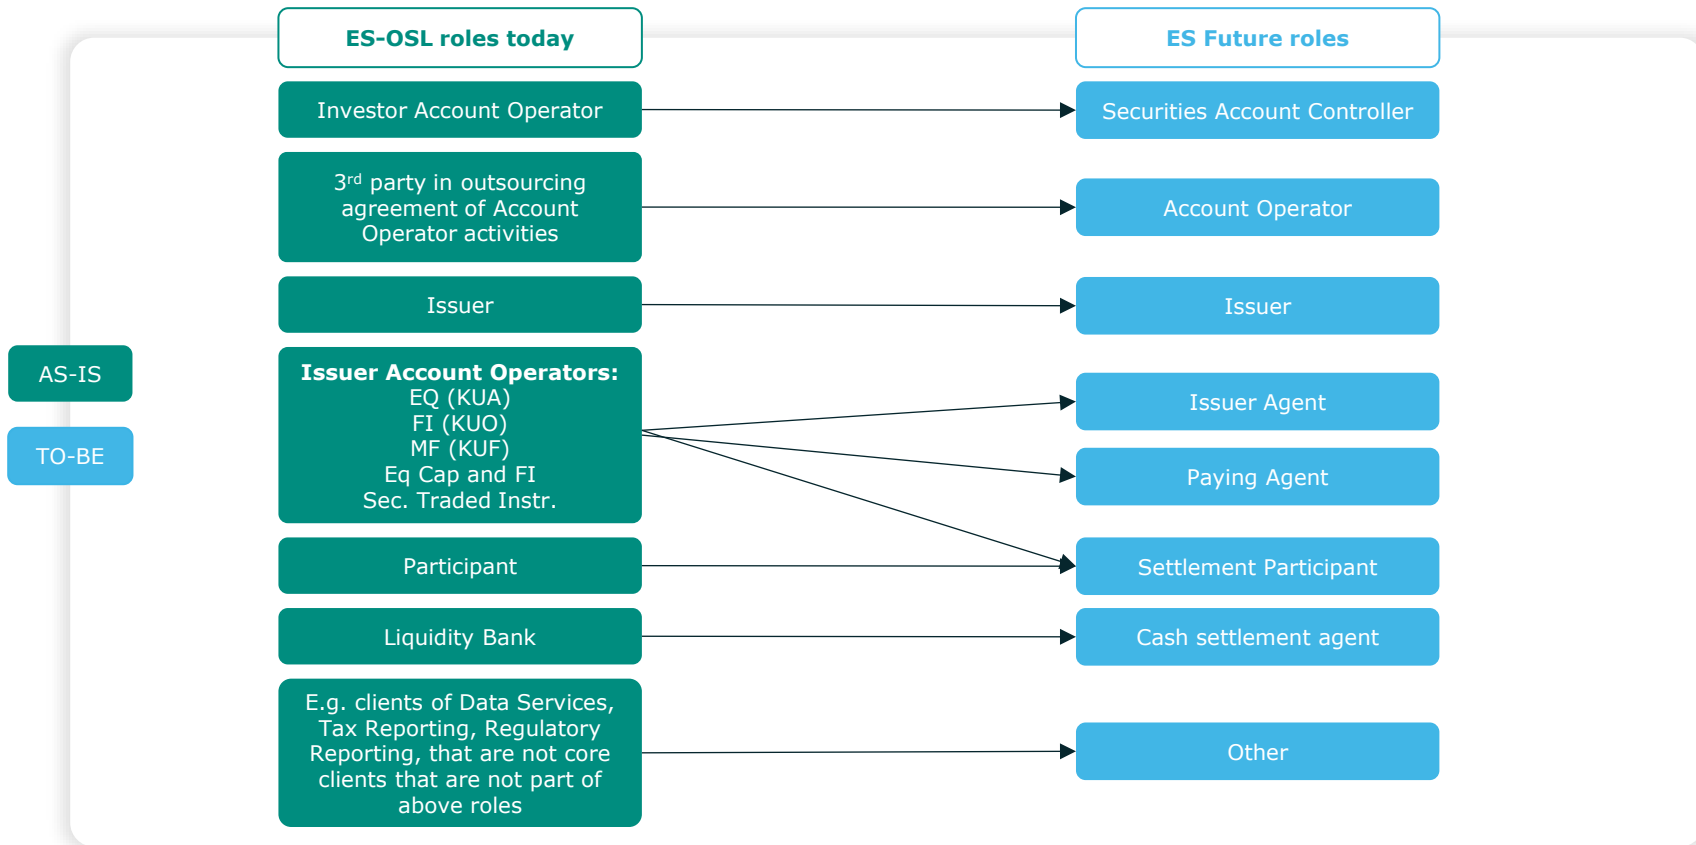 ES-OSL roles today
ES Future roles
Investor Account Operator
Securities Account Controller
3rd party in outsourcing
agreement of Account
Operator activities
Account Operator
Issuer
Issuer
AS-IS
TO-BE
Issuer Account Operators:
EQ (KUA)
FI (KUO)
MF (KUF)
Eq Cap and FI
Sec. Traded Instr.
Issuer Agent
Paying Agent
Participant
Settlement Participant
Liquidity Bank
Cash settlement agent
E.g. clients of Data Services,
Tax Reporting, Regulatory
Reporting, that are not core
clients that are not part of
above roles
Other